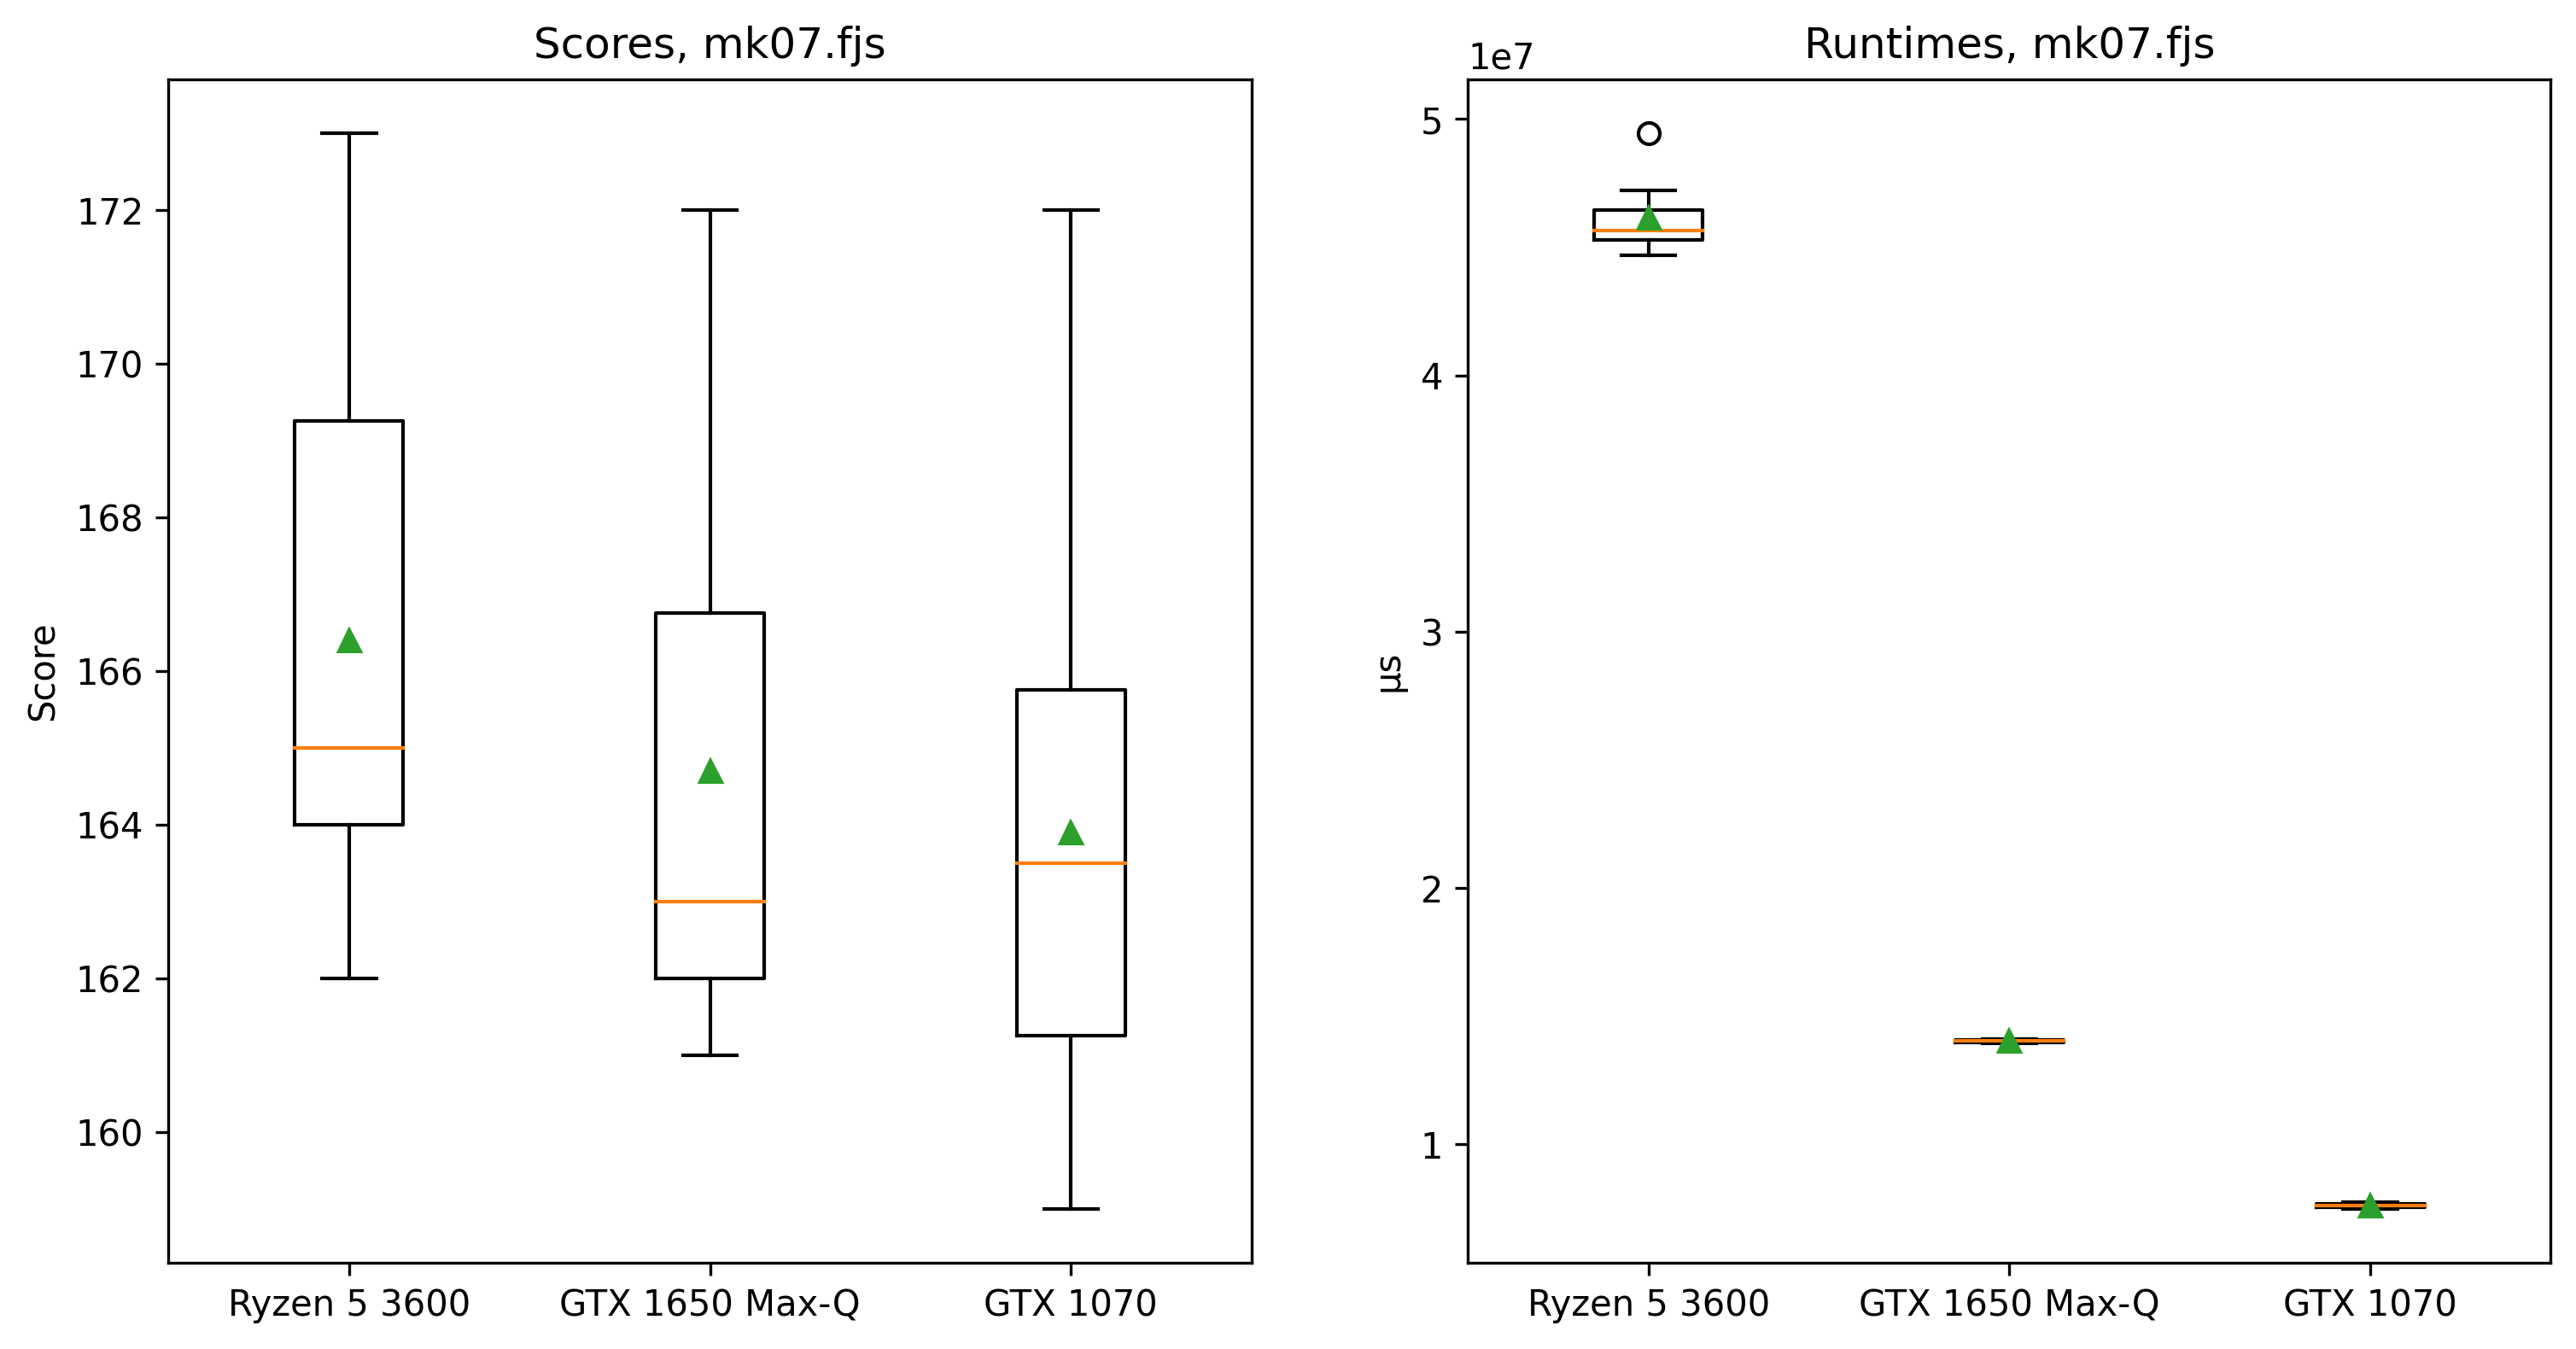 Scores, mk07.fjs
Score
172
170
168
166
164
162
160
Ryzen 5 3600
GTX 1650 Max-Q
GTX 1070
Runtimes, mk07.fjs
1e7
µs
5
4
3
2
1
Ryzen 5 3600
GTX 1650 Max-Q
GTX 1070